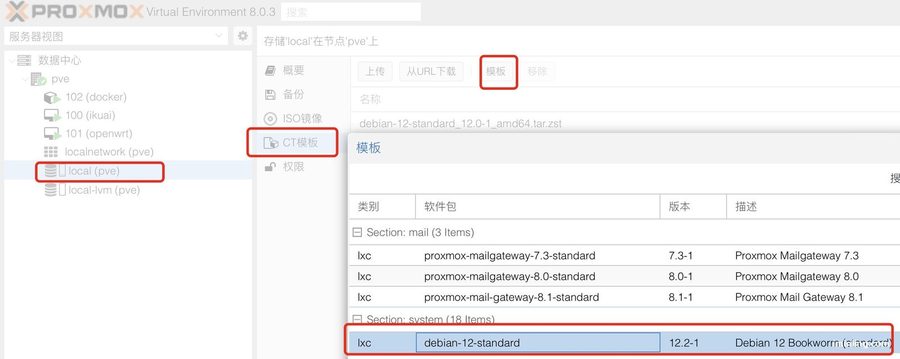 PROXMOX Virtual Environment 8.0.3 搜索
服务器视图
存储'local'在节点'pve'上
数据中心
pve
102 (docker)
100 (ikuai)
101 (openwrt)
localnetwork (pve)
local (pve)
local-lvm (pve)
概要
备份
ISO镜像
CT模板
权限
上传 从URL下载 模板 移除
名称
debian-12-standard_12.0-1_amd64.tar.zst
模板
搜
类别 软件包 版本 描述
Section: mail (3 Items)
lxc proxmox-mailgateway-7.3-standard 7.3-1 Proxmox Mailgateway 7.3
lxc proxmox-mailgateway-8.0-standard 8.0-1 Proxmox Mailgateway 8.0
lxc proxmox-mail-gateway-8.1-standard 8.1-1 Proxmox Mail Gateway 8.1
Section: system (18 Items)
lxc debian-12-standard 12.2-1 Debian 12 Bookworm